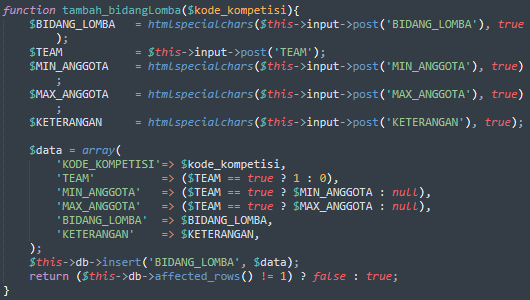 function tambah_bidangLomba($kode_kompetisi){
$BIDANG_LOMBA = htmlspecialchars($this->input->post('BIDANG_LOMBA'), true
);
$TEAM = $this->input->post('TEAM');
$MIN_ANGGOTA = htmlspecialchars($this->input->post('MIN_ANGGOTA'), true)
;
$MAX_ANGGOTA = htmlspecialchars($this->input->post('MAX_ANGGOTA'), true)
;
$KETERANGAN = htmlspecialchars($this->input->post('KETERANGAN'), true);
$data = array(
'KODE_KOMPETISI'=> $kode_kompetisi,
'TEAM' => ($TEAM == true ? 1 : 0),
'MIN_ANGGOTA' => ($TEAM == true ? $MIN_ANGGOTA : null),
'MAX_ANGGOTA' => ($TEAM == true ? $MAX_ANGGOTA : null),
'BIDANG_LOMBA' => $BIDANG_LOMBA,
'KETERANGAN' => $KETERANGAN,
);
$this->db->insert('BIDANG_LOMBA', $data);
return ($this->db->affected_rows() != 1) ? false : true;
}